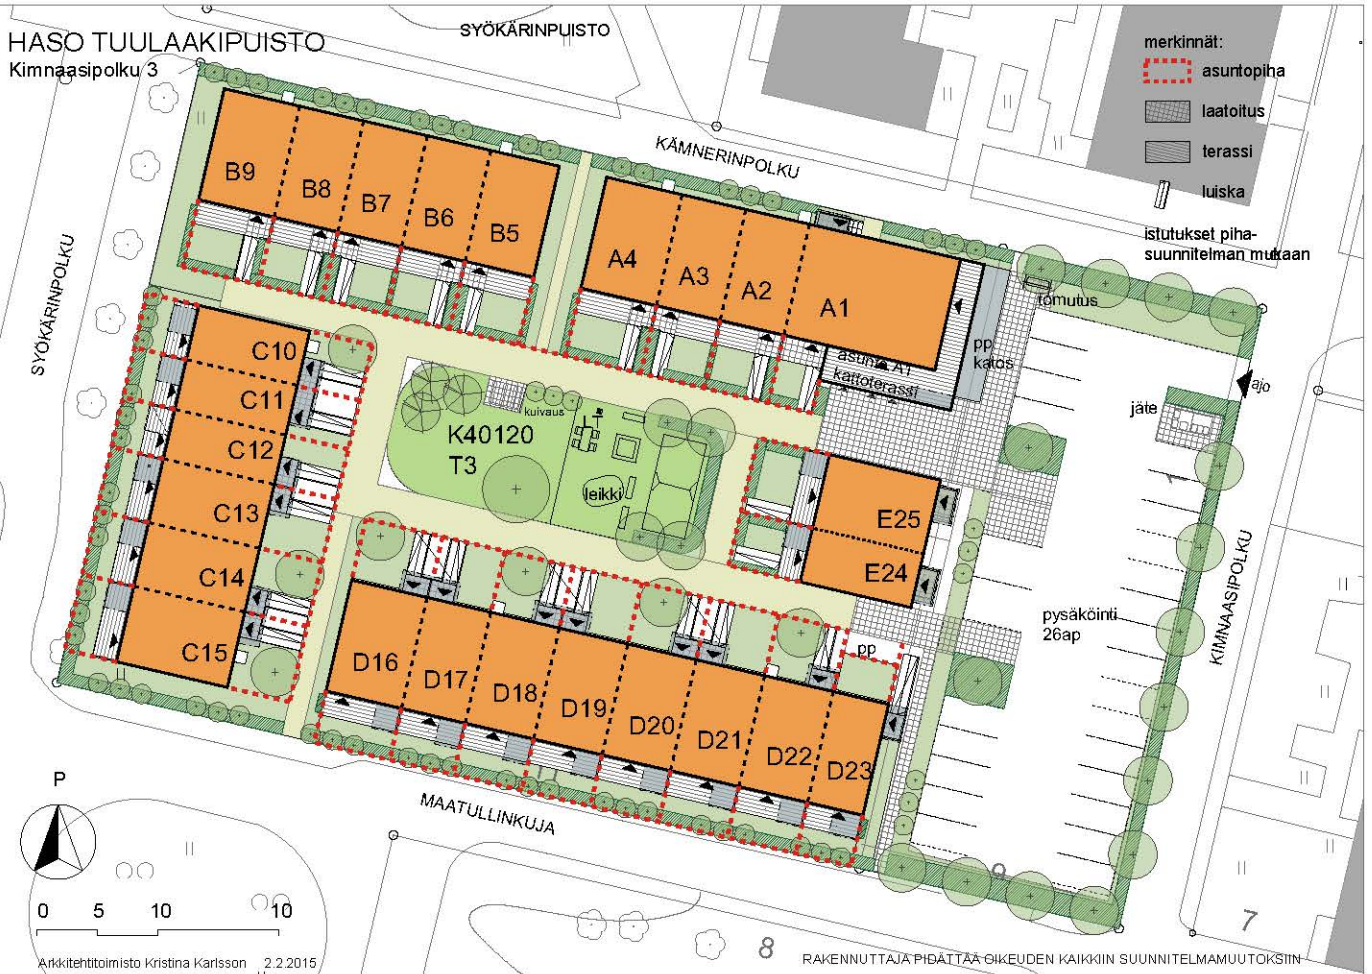 HASO TUULAAKIPUISTO
Kimnaasipolku 3
SYÖKÄRINPUISTO
merkinnät:
asuntopiha
laatoitus
terassi
luiska
istutukset piha-
suunnitelman mukaan
KÄMNERINPOLKU
SYÖKÄRINPOLKU
B9
B8
B7
B6
B5
A4
A3
A2
A1
asunn. A1
kattoterassi
pp
katos
tomutus
ajo
jäte
C10
C11
C12
C13
C14
C15
kuivaus
K40120
T3
leikki
E25
E24
pysäköinti
26ap
KIMNAASIPOLKU
pp
D16
D17
D18
D19
D20
D21
D22
D23
MAATULLINKUJA
P
0 5 10 10
9
8
7
Arkkitehtitoimisto Kristina Karlsson 2.2.2015
RAKENNUTTAJA PIDÄTTÄÄ OIKEUDEN KAIKKIIN SUUNNITELMAMUUTOKSIIN